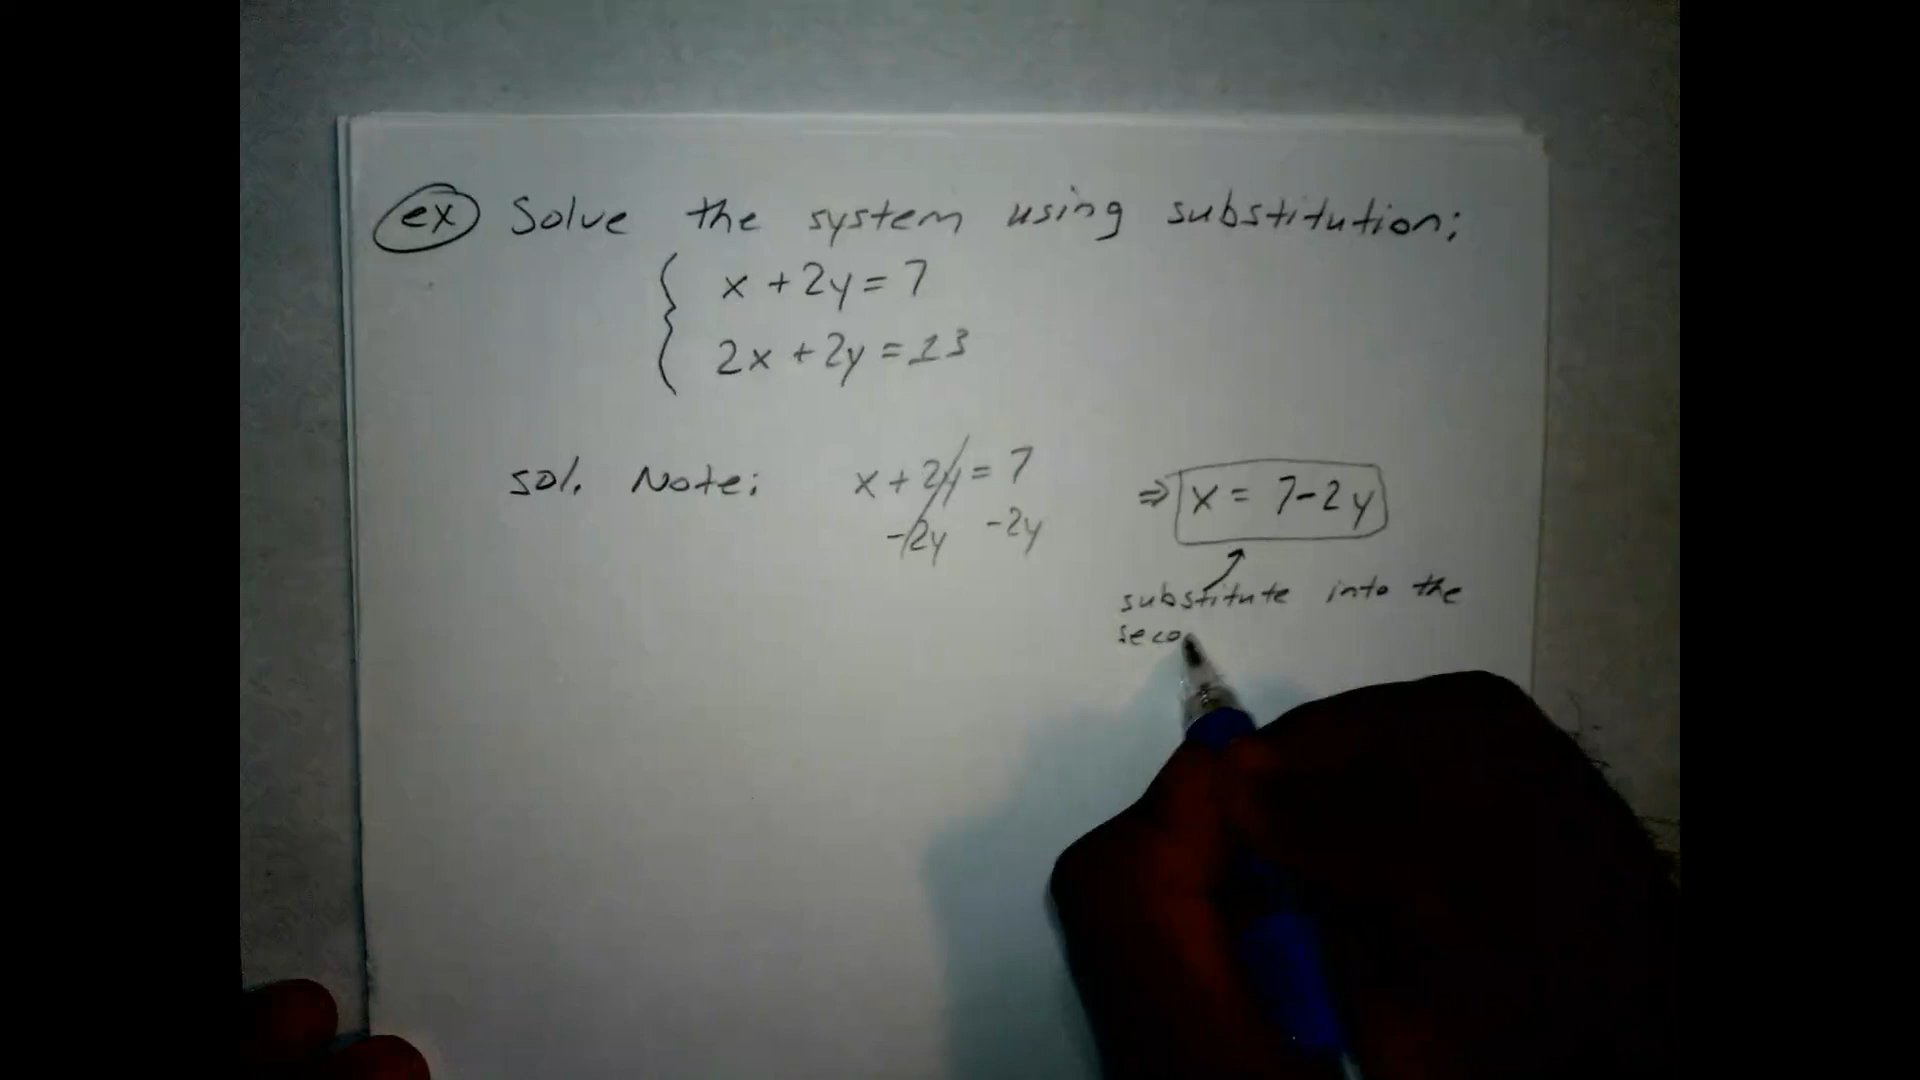 ex Solve the system using substitution:
x + 2y = 7
2x + 2y = 13
sol. Note: x + 2y = 7 ⇒ x = 7 - 2y
-2y -2y
substitute into the
seco